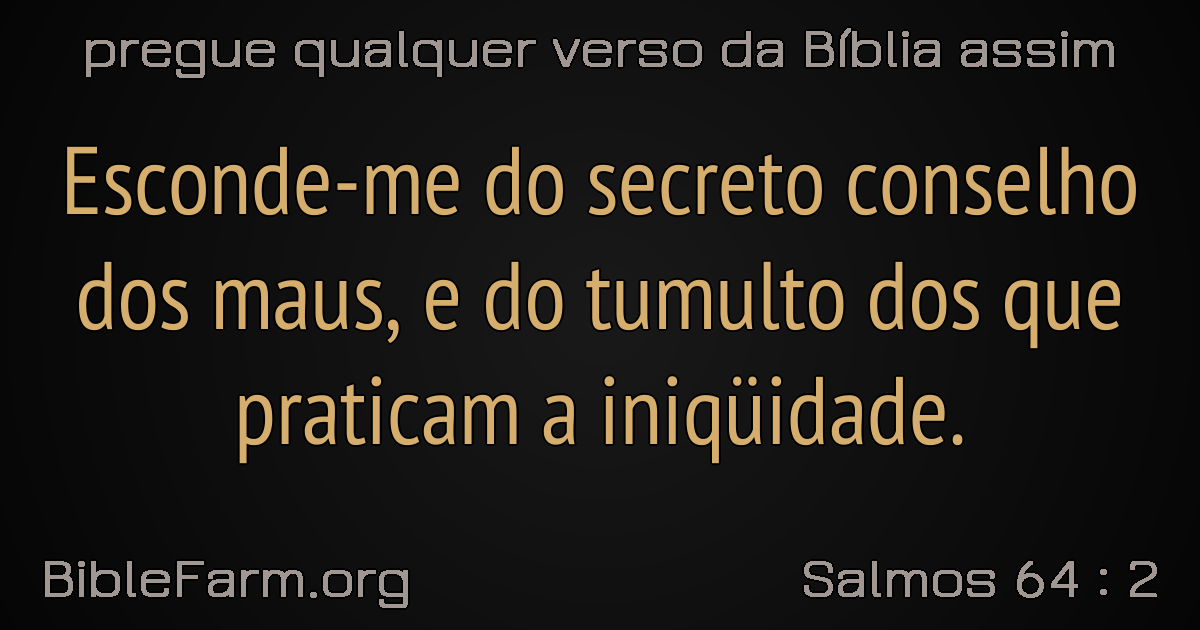 pregue qualquer verso da Bíblia assim
Esconde-me do secreto conselho
dos maus, e do tumulto dos que
praticam a iniqüidade.
BibleFarm.org
Salmos 64 : 2